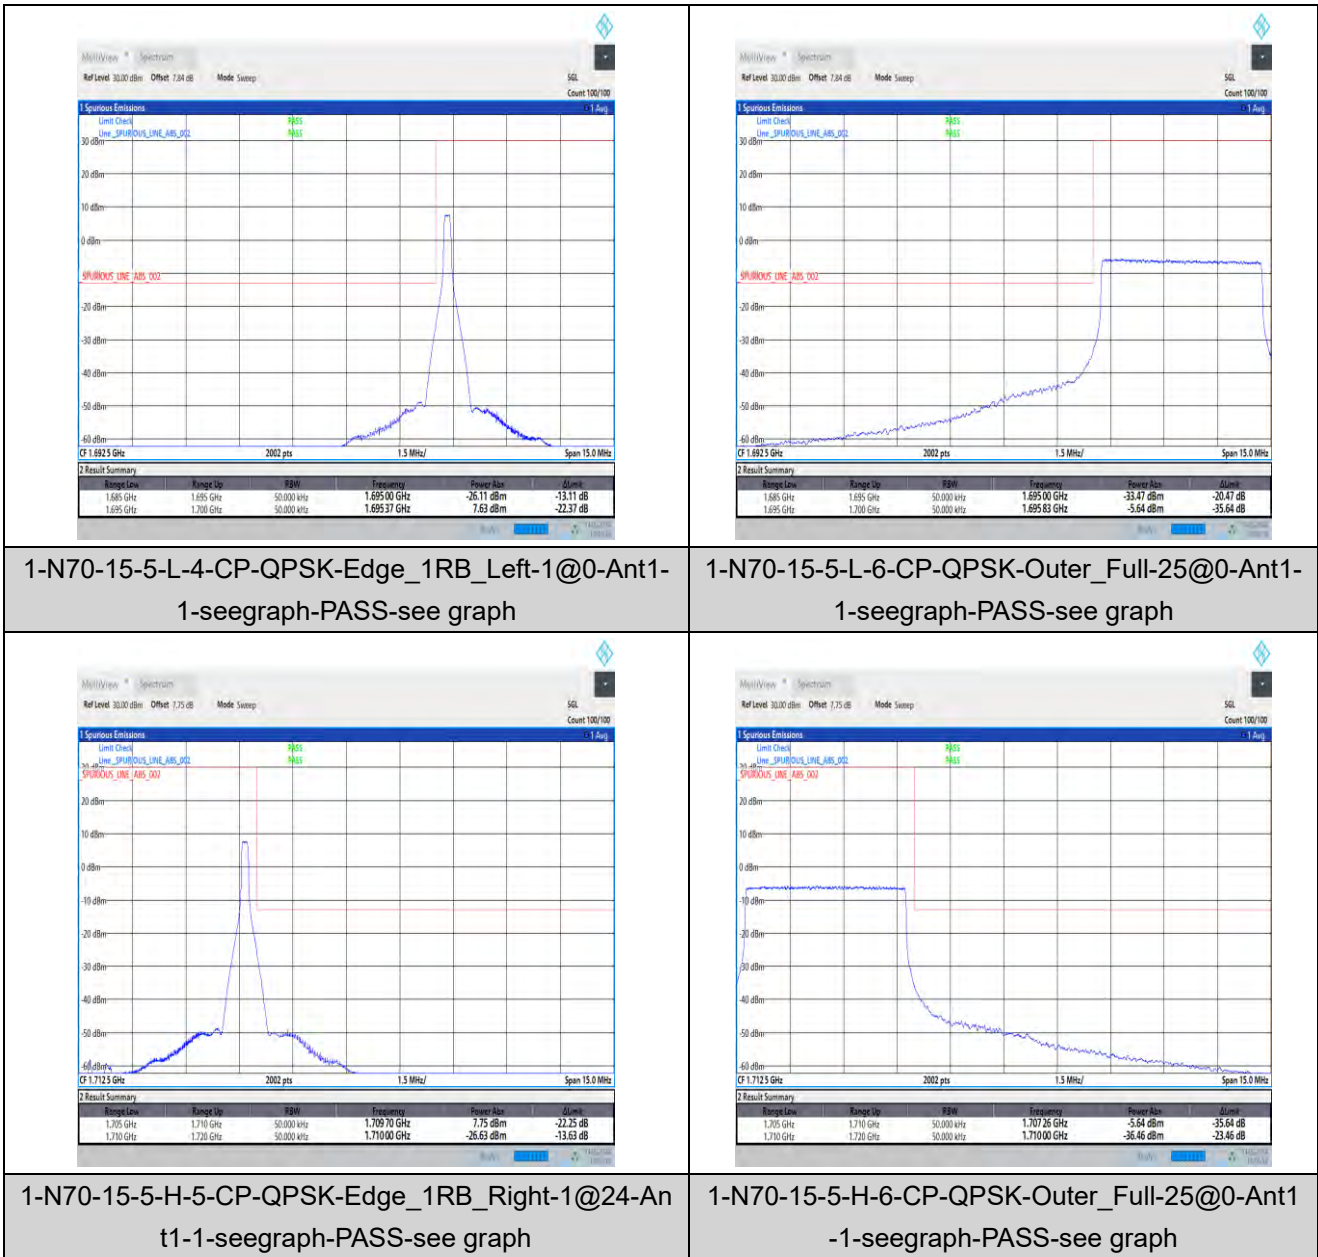 MultiView Spectrum
Ref Level 30.00 dBm Offset 7.84 dB Mode Sweep SGL
Count 100/100
1 Spurious Emissions 1 Avg
Limit Check PASS
Line _SPURIOUS_LINE_ABS_002 PASS
30 dBm
20 dBm
10 dBm
0 dBm
SPURIOUS_LINE_ABS_002
-20 dBm
-30 dBm
-40 dBm
-50 dBm
-60 dBm
CF 1.6925 GHz 2002 pts 1.5 MHz/ Span 15.0 MHz
2 Result Summary
Range Low Range Up RBW Frequency Power Abs ΔLimit
1.685 GHz 1.695 GHz 50.000 kHz 1.69500 GHz -26.11 dBm -13.11 dB
1.695 GHz 1.700 GHz 50.000 kHz 1.69537 GHz 7.63 dBm -22.37 dB
1-N70-15-5-L-4-CP-QPSK-Edge_1RB_Left-1@0-Ant1-
1-seegraph-PASS-see graph
MultiView Spectrum
Ref Level 30.00 dBm Offset 7.84 dB Mode Sweep SGL
Count 100/100
1 Spurious Emissions 1 Avg
Limit Check PASS
Line _SPURIOUS_LINE_ABS_002 PASS
30 dBm
20 dBm
10 dBm
0 dBm
SPURIOUS_LINE_ABS_002
-20 dBm
-30 dBm
-40 dBm
-50 dBm
-60 dBm
CF 1.6925 GHz 2002 pts 1.5 MHz/ Span 15.0 MHz
2 Result Summary
Range Low Range Up RBW Frequency Power Abs ΔLimit
1.685 GHz 1.695 GHz 50.000 kHz 1.69500 GHz -33.47 dBm -20.47 dB
1.695 GHz 1.700 GHz 50.000 kHz 1.69583 GHz -5.64 dBm -35.64 dB
1-N70-15-5-L-6-CP-QPSK-Outer_Full-25@0-Ant1-
1-seegraph-PASS-see graph
MultiView Spectrum
Ref Level 30.00 dBm Offset 7.75 dB Mode Sweep SGL
Count 100/100
1 Spurious Emissions 1 Avg
Limit Check PASS
Line _SPURIOUS_LINE_ABS_002 PASS
SPURIOUS_LINE_ABS_002
20 dBm
10 dBm
0 dBm
-10 dBm
-20 dBm
-30 dBm
-40 dBm
-50 dBm
-60 dBm
CF 1.7125 GHz 2002 pts 1.5 MHz/ Span 15.0 MHz
2 Result Summary
Range Low Range Up RBW Frequency Power Abs ΔLimit
1.705 GHz 1.710 GHz 50.000 kHz 1.70970 GHz 7.75 dBm -22.25 dB
1.710 GHz 1.720 GHz 50.000 kHz 1.71000 GHz -26.63 dBm -13.63 dB
1-N70-15-5-H-5-CP-QPSK-Edge_1RB_Right-1@24-An
t1-1-seegraph-PASS-see graph
MultiView Spectrum
Ref Level 30.00 dBm Offset 7.75 dB Mode Sweep SGL
Count 100/100
1 Spurious Emissions 1 Avg
Limit Check PASS
Line _SPURIOUS_LINE_ABS_002 PASS
SPURIOUS_LINE_ABS_002
20 dBm
10 dBm
0 dBm
-10 dBm
-20 dBm
-30 dBm
-40 dBm
-50 dBm
-60 dBm
CF 1.7125 GHz 2002 pts 1.5 MHz/ Span 15.0 MHz
2 Result Summary
Range Low Range Up RBW Frequency Power Abs ΔLimit
1.705 GHz 1.710 GHz 50.000 kHz 1.70726 GHz -5.64 dBm -35.64 dB
1.710 GHz 1.720 GHz 50.000 kHz 1.71000 GHz -36.46 dBm -23.46 dB
1-N70-15-5-H-6-CP-QPSK-Outer_Full-25@0-Ant1
-1-seegraph-PASS-see graph